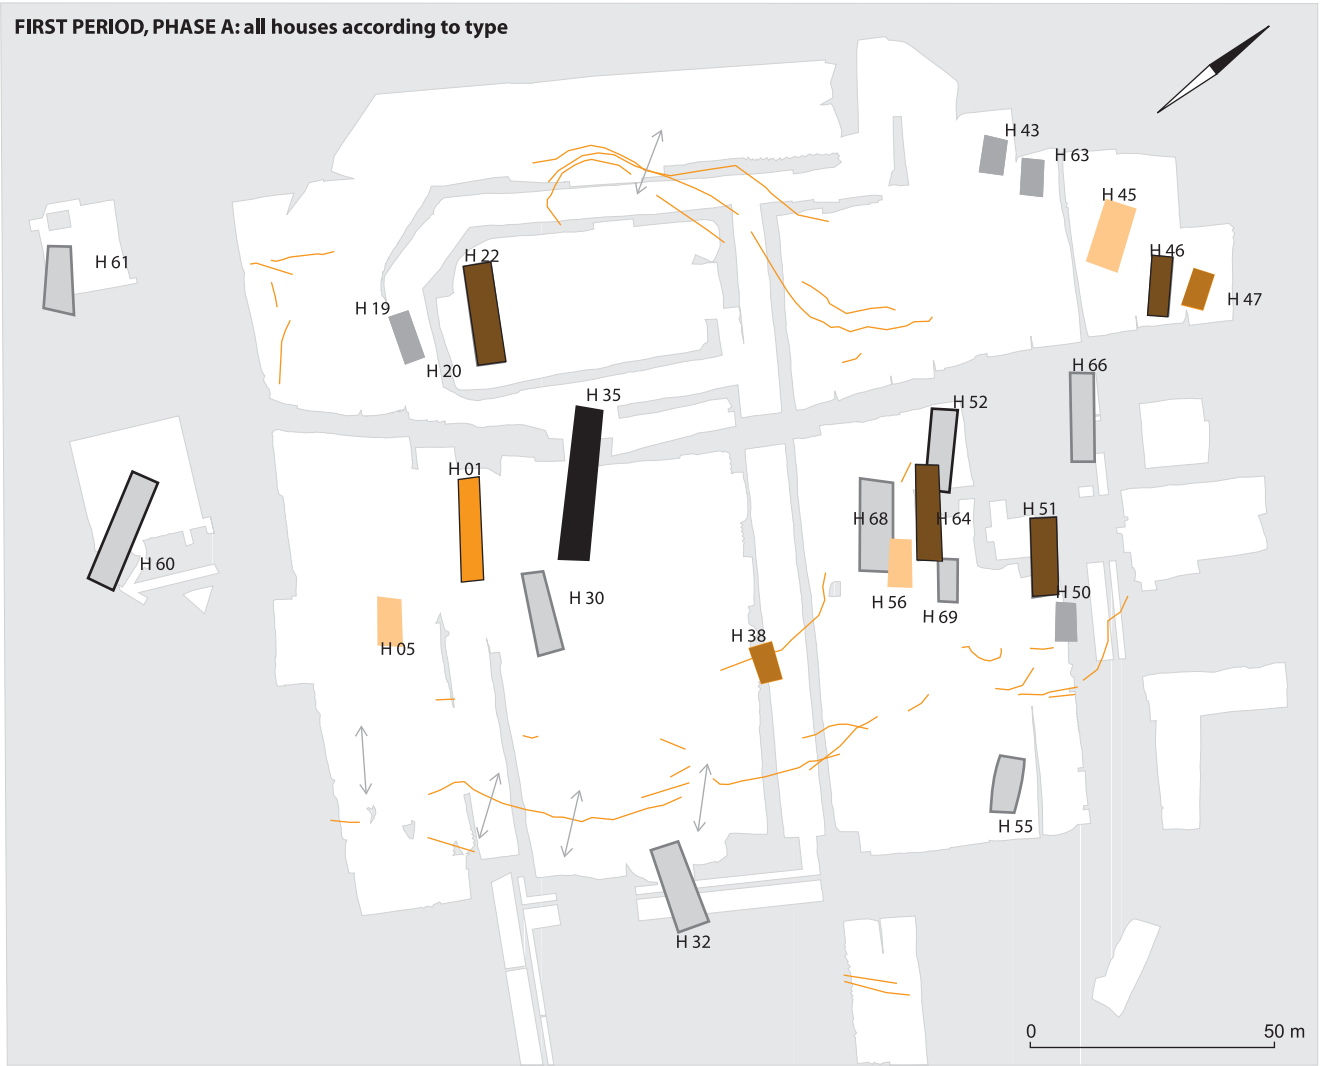 FIRST PERIOD, PHASE A: all houses according to type
H 43
H 63
H 45
H 22
H 46
H 61
H 47
H 19
H 66
H 20
H 35
H 52
H 01
H 51
H 68
H 64
H 60
H 50
H 30
H 56
H 69
H 38
H 05
H 55
H 32
0
50 m